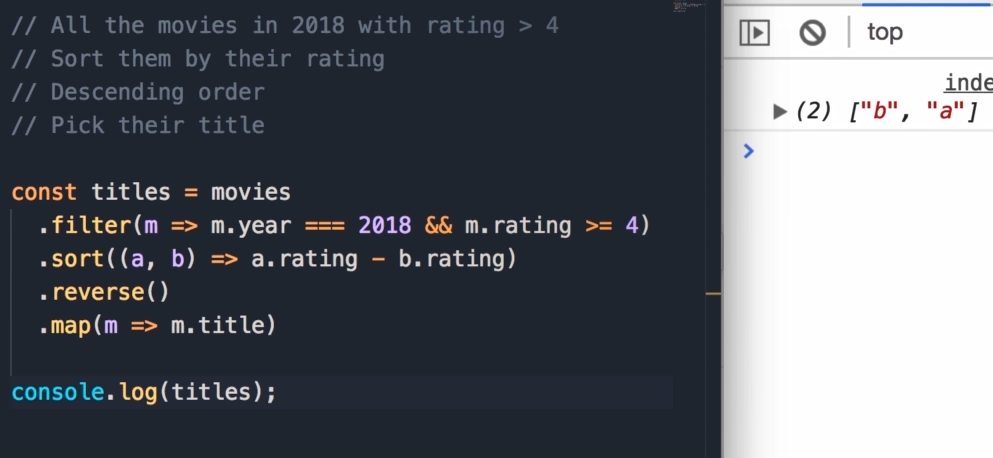 // All the movies in 2018 with rating > 4
// Sort them by their rating
// Descending order
// Pick their title
const titles = movies
.filter(m => m.year === 2018 && m.rating >= 4)
.sort((a, b) => a.rating - b.rating)
.reverse()
.map(m => m.title)
console.log(titles);
top
inde
(2) ["b", "a"]